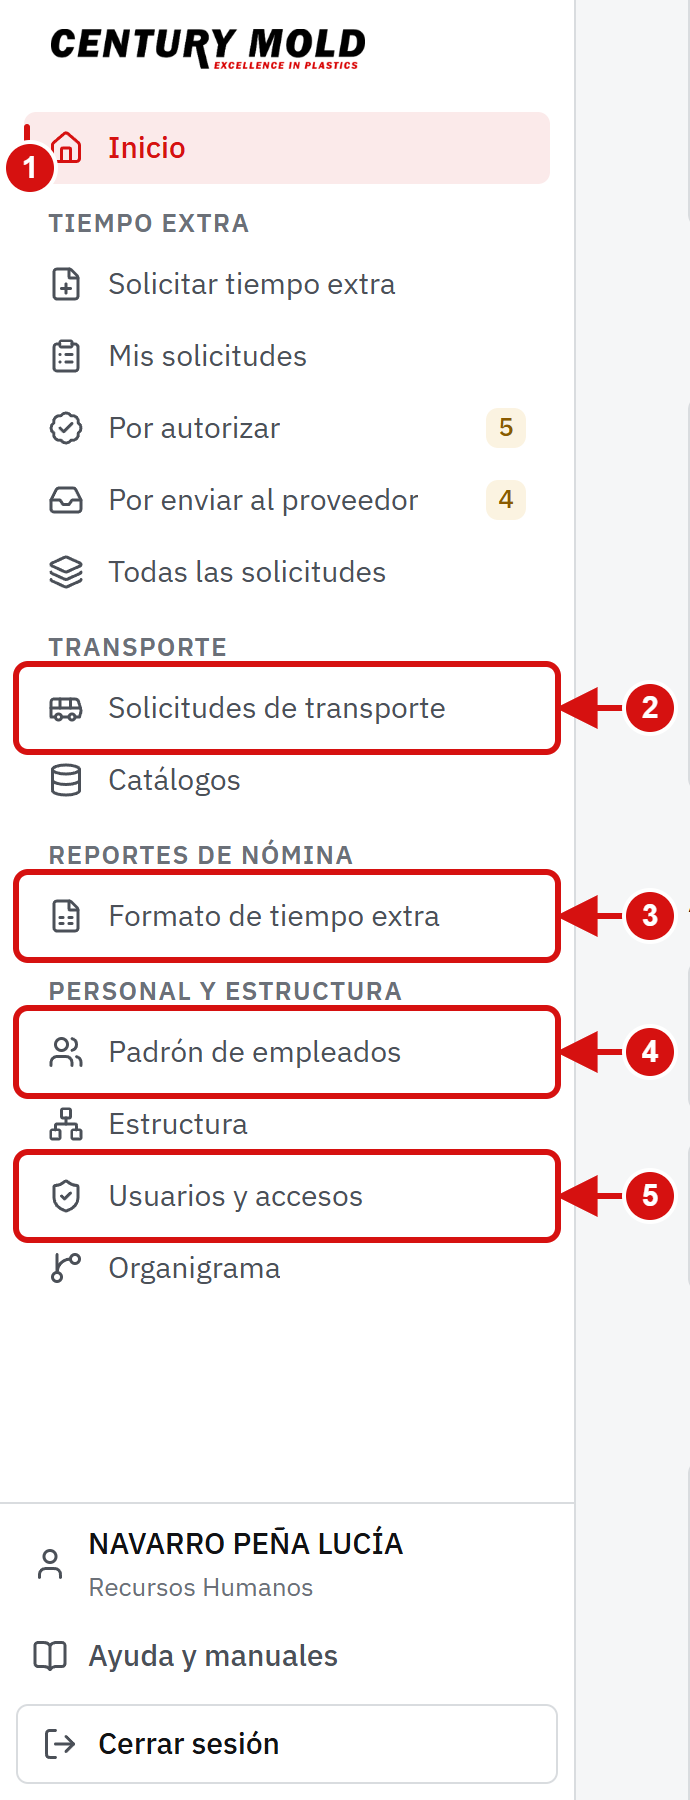 CENTURY MOLD
EXCELLENCE IN PLASTICS
1 Inicio
TIEMPO EXTRA
Solicitar tiempo extra
Mis solicitudes
Por autorizar 5
Por enviar al proveedor 4
Todas las solicitudes
TRANSPORTE
Solicitudes de transporte 2
Catálogos
REPORTES DE NÓMINA
Formato de tiempo extra 3
PERSONAL Y ESTRUCTURA
Padrón de empleados 4
Estructura
Usuarios y accesos 5
Organigrama
NAVARRO PEÑA LUCÍA
Recursos Humanos
Ayuda y manuales
Cerrar sesión